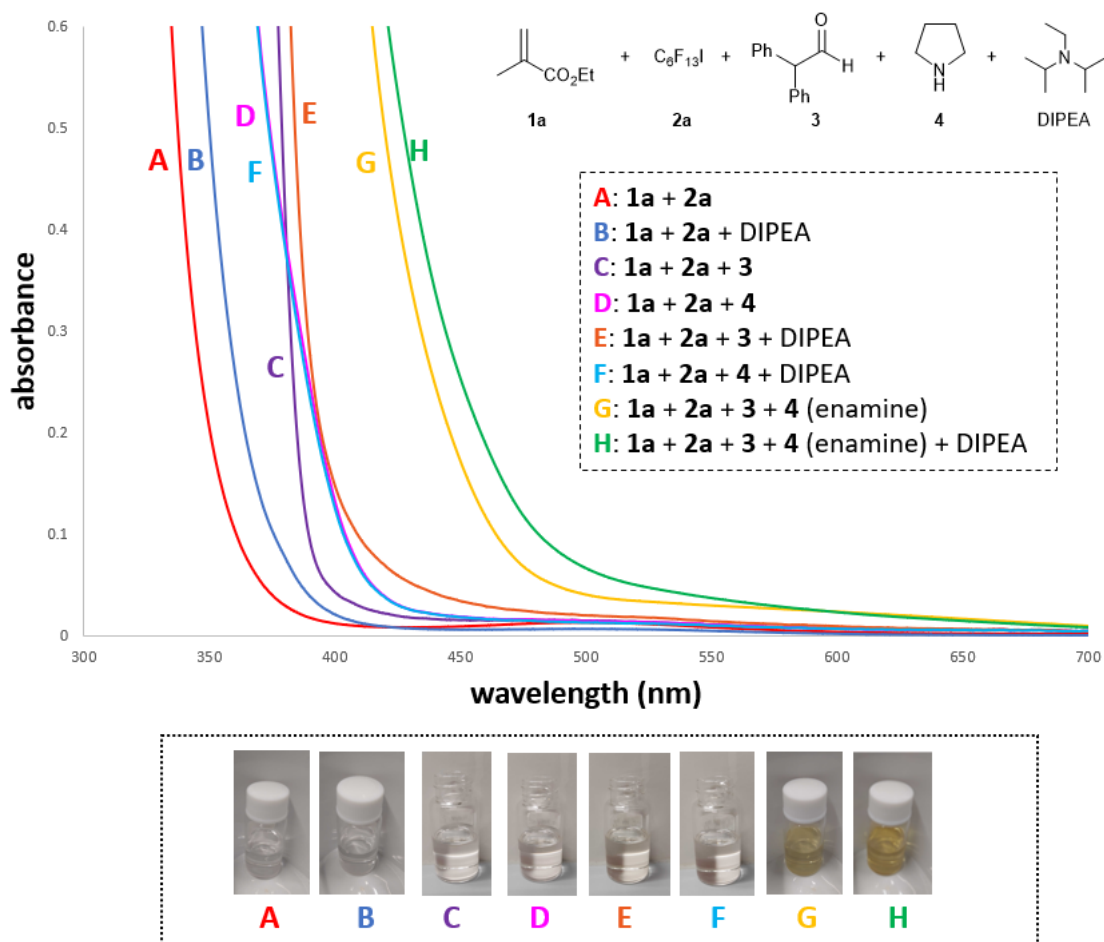 absorbance
0.6
0.5
0.4
0.3
0.2
0.1
0
300 350 400 450 500 550 600 650 700
wavelength (nm)
A
B
C
D
E
F
G
H
CO2Et
1a
+
C6F13I
2a
+
Ph
Ph
O
H
3
+
N
H
4
+
N
DIPEA
A: 1a + 2a
B: 1a + 2a + DIPEA
C: 1a + 2a + 3
D: 1a + 2a + 4
E: 1a + 2a + 3 + DIPEA
F: 1a + 2a + 4 + DIPEA
G: 1a + 2a + 3 + 4 (enamine)
H: 1a + 2a + 3 + 4 (enamine) + DIPEA
A B C D E F G H